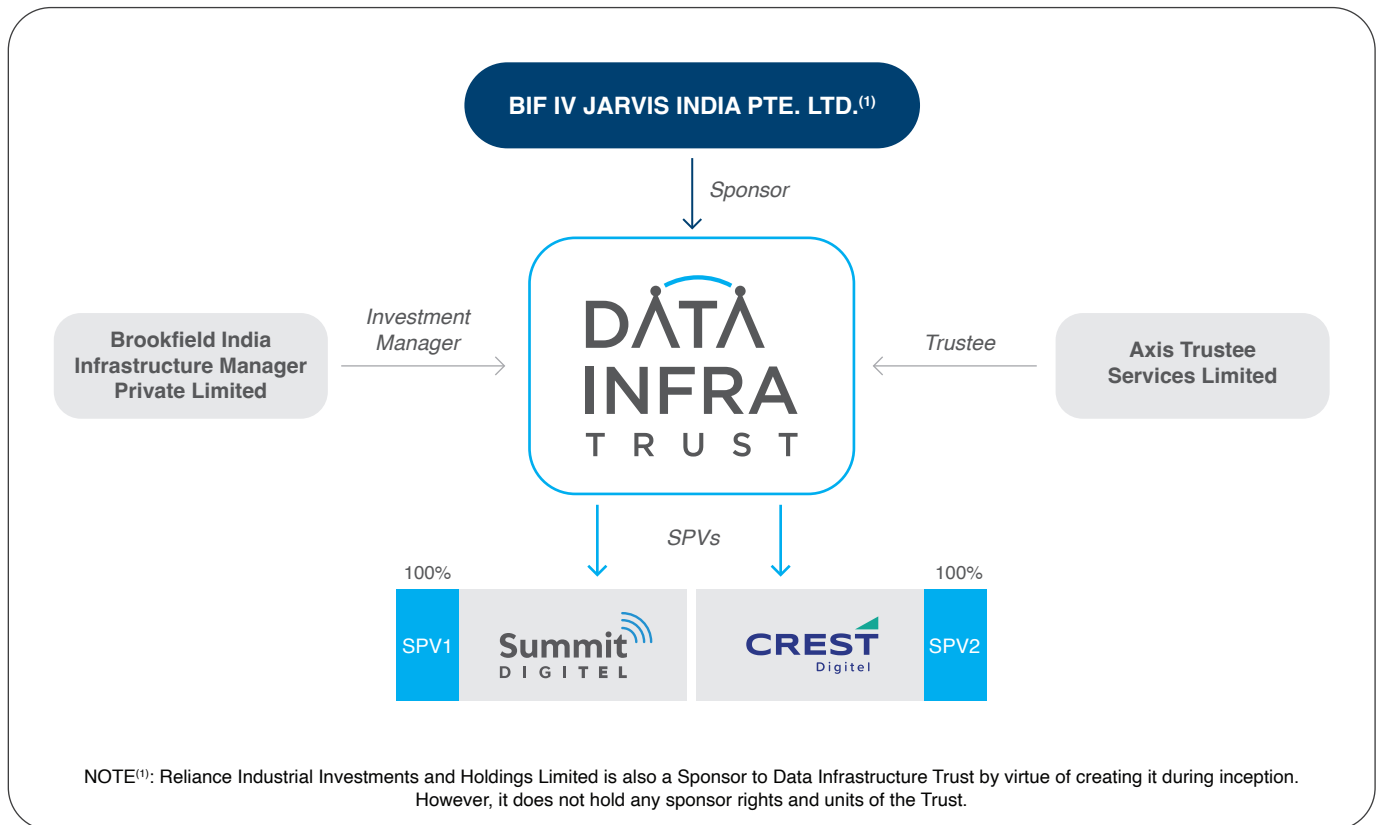 BIF IV JARVIS INDIA PTE. LTD.(1)
Sponsor
DATA
INFRA
TRUST
Brookfield India
Infrastructure Manager
Private Limited
Investment
Manager
Trustee
Axis Trustee
Services Limited
SPVs
100%
100%
SPV1
Summit
DIGITEL
CREST
Digitel
SPV2
NOTE(1): Reliance Industrial Investments and Holdings Limited is also a Sponsor to Data Infrastructure Trust by virtue of creating it during inception.
However, it does not hold any sponsor rights and units of the Trust.